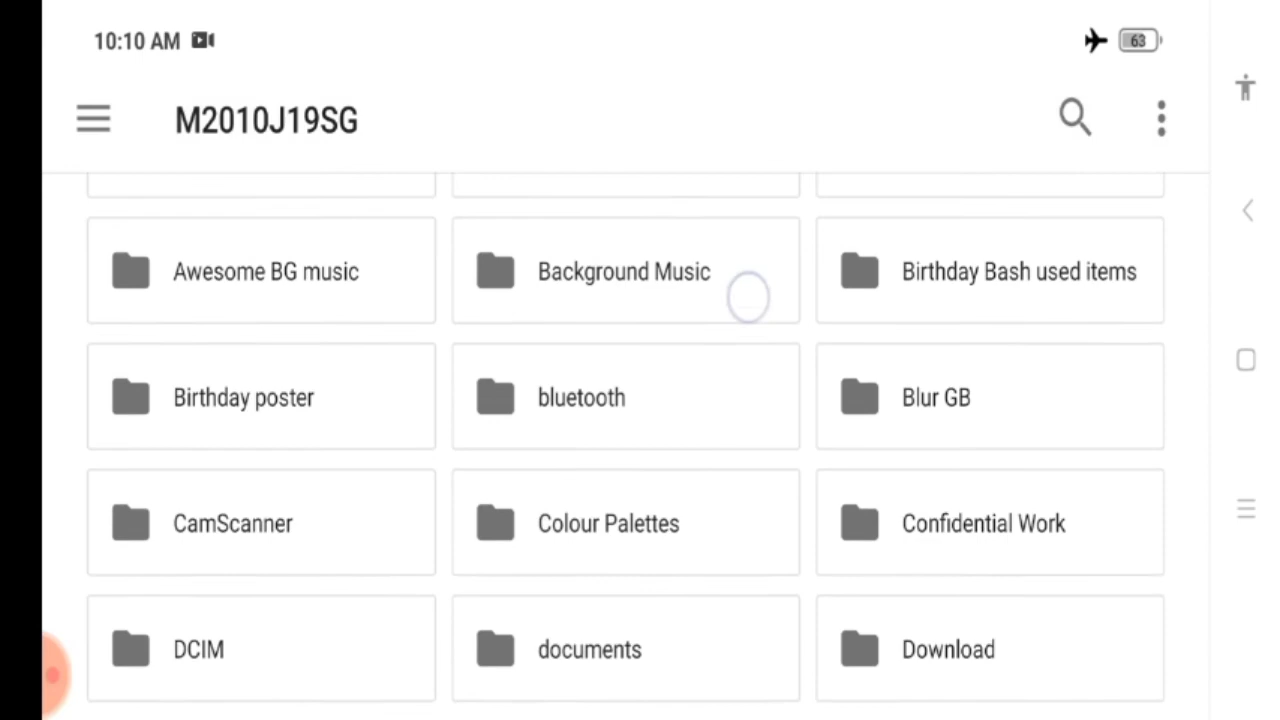 10:10 AM 63
M2010J19SG
Awesome BG music Background Music Birthday Bash used items
Birthday poster bluetooth Blur GB
CamScanner Colour Palettes Confidential Work
DCIM documents Download